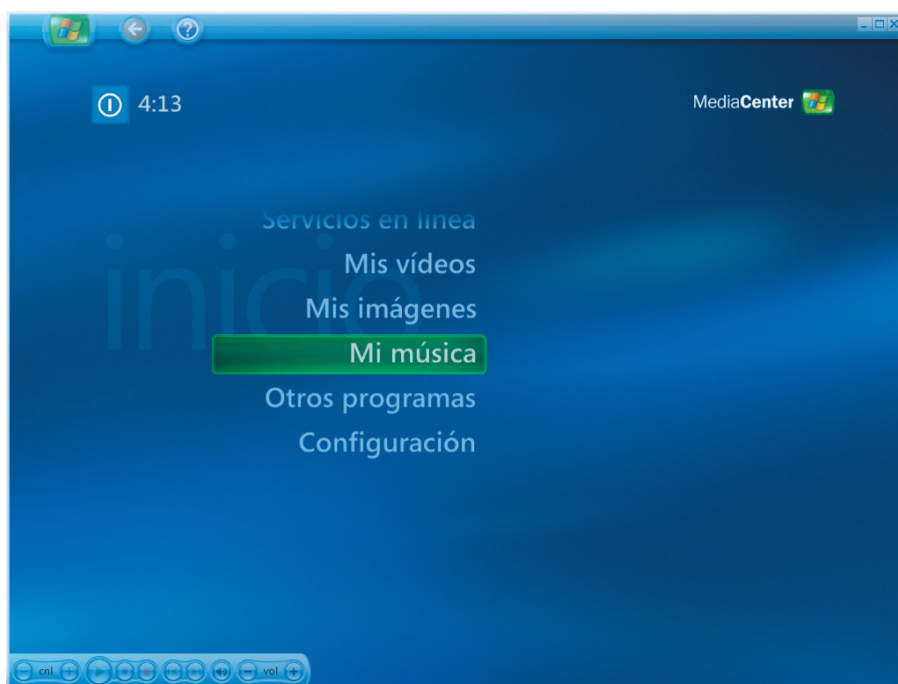 4:13
MediaCenter
inicio
Servicios en línea
Mis vídeos
Mis imágenes
Mi música
Otros programas
Configuración
cnl
vol